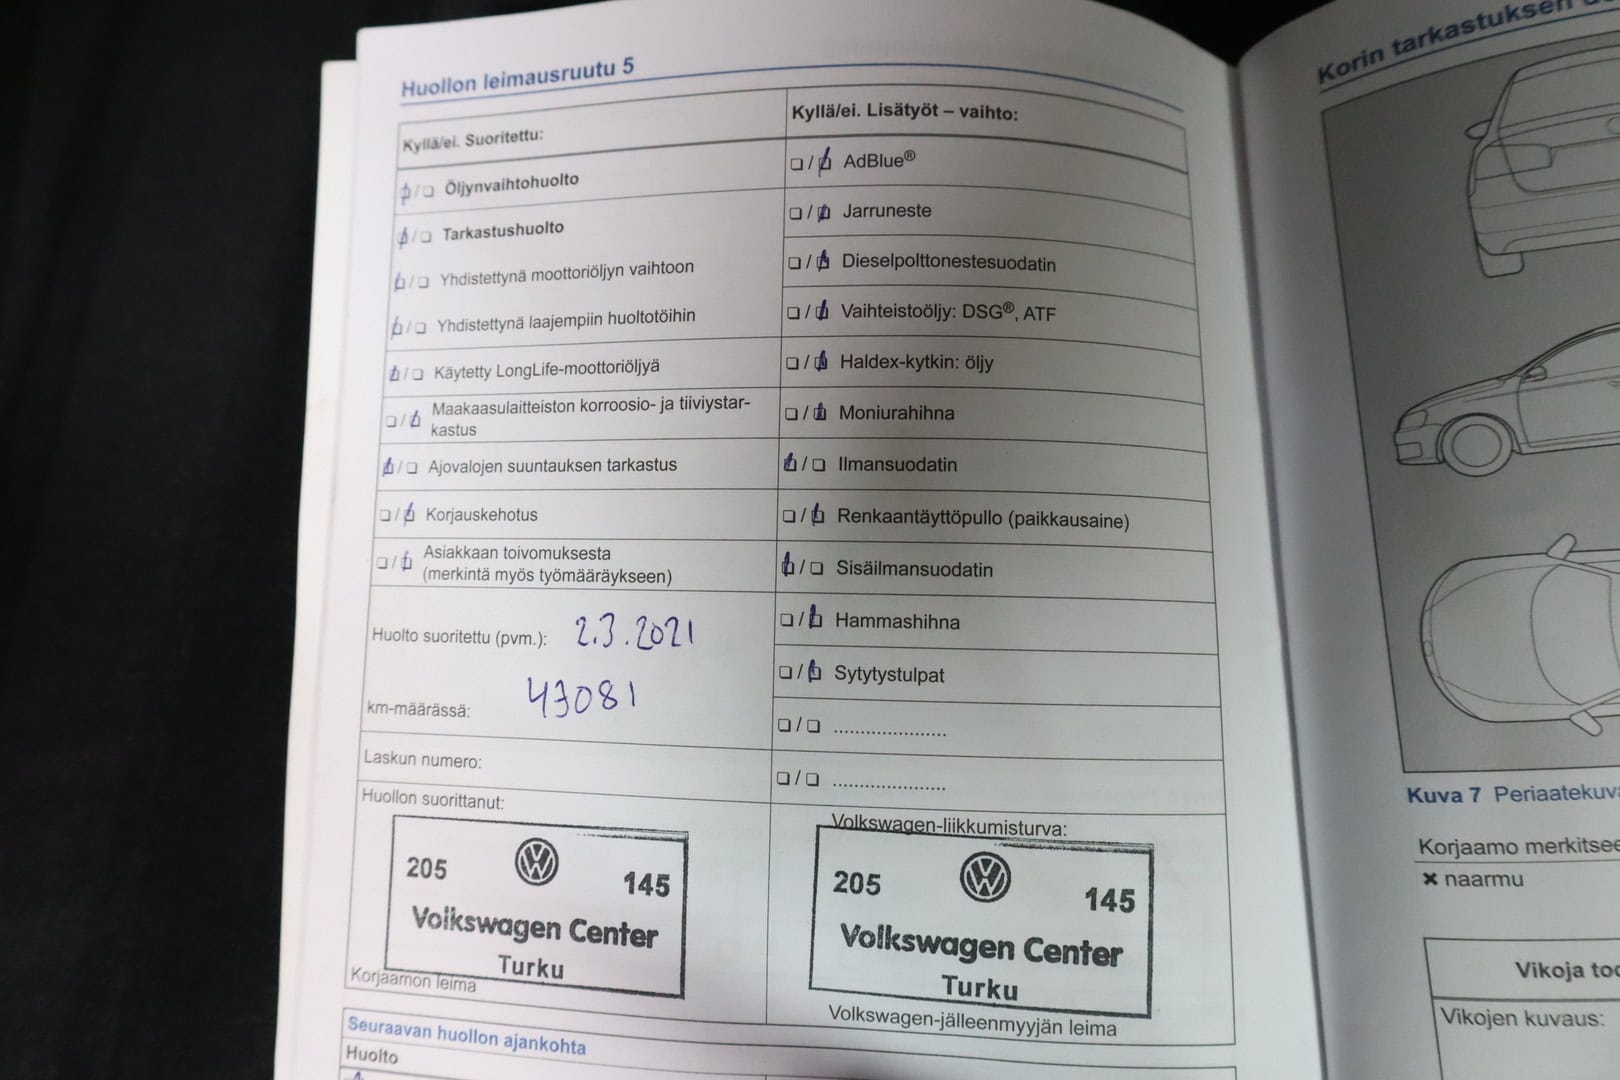 Huollon leimausruutu 5
Kyllä/ei. Suoritettu:
Öljynvaihtohuolto
Tarkastushuolto
Yhdistettynä moottoriöljyn vaihtoon
Yhdistettynä laajempiin huoltotöihin
Käytetty LongLife-moottoriöljyä
Maakaasulaitteiston korroosio- ja tiiviystar-
kastus
Ajovalojen suuntauksen tarkastus
Korjauskehotus
Asiakkaan toivomuksesta
(merkintä myös työmääräykseen)
Huolto suoritettu (pvm.): 2.3.2021
km-määrässä: 43081
Laskun numero:
Huollon suorittanut:
205 145
Volkswagen Center
Turku
Korjaamon leima
Kyllä/ei. Lisätyöt – vaihto:
AdBlue®
Jarruneste
Dieselpolttonestesuodatin
Vaihteistoöljy: DSG®, ATF
Haldex-kytkin: öljy
Moniurahihna
Ilmansuodatin
Renkaantäyttöpullo (paikkausaine)
Sisäilmansuodatin
Hammashihna
Sytytystulpat
Volkswagen-liikkumisturva:
205 145
Volkswagen Center
Turku
Volkswagen-jälleenmyyjän leima
Seuraavan huollon ajankohta
Huolto
Korin tarkastuksen
Kuva 7
Korjaamo
✖ naarmu
Vikoja
Vikojen kuvaus: